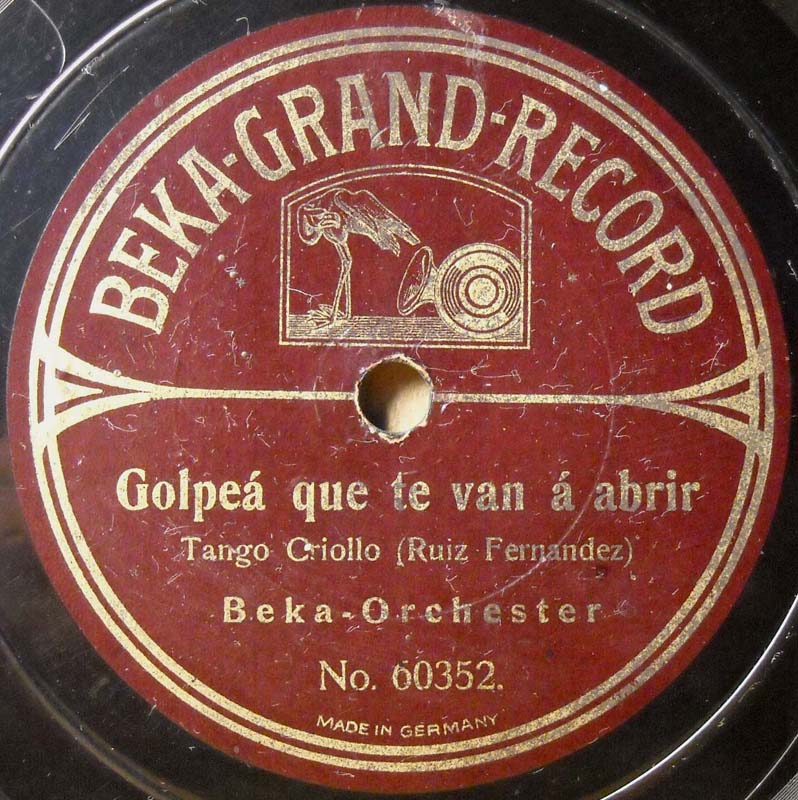 BEKA-GRAND-RECORD
Golpeá que te van á abrir
Tango Criollo (Ruiz Fernandez)
Beka-Orchester
No. 60352.
MADE IN GERMANY